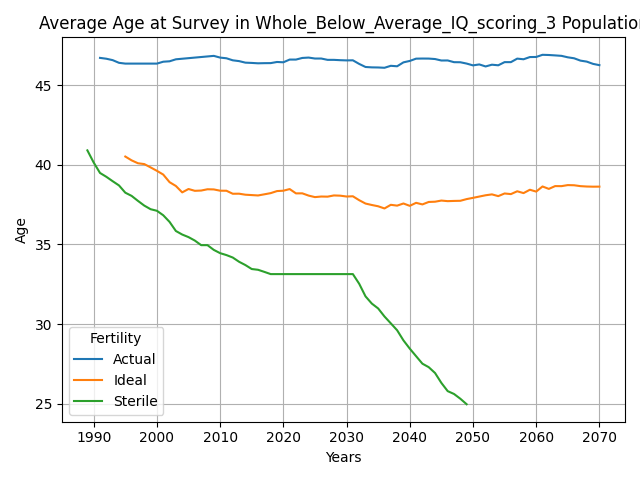 Average Age at Survey in Whole_Below_Average_IQ_scoring_3 Population
Age
45
40
35
30
25
Fertility
Actual
Ideal
Sterile
1990 2000 2010 2020 2030 2040 2050 2060 2070
Years